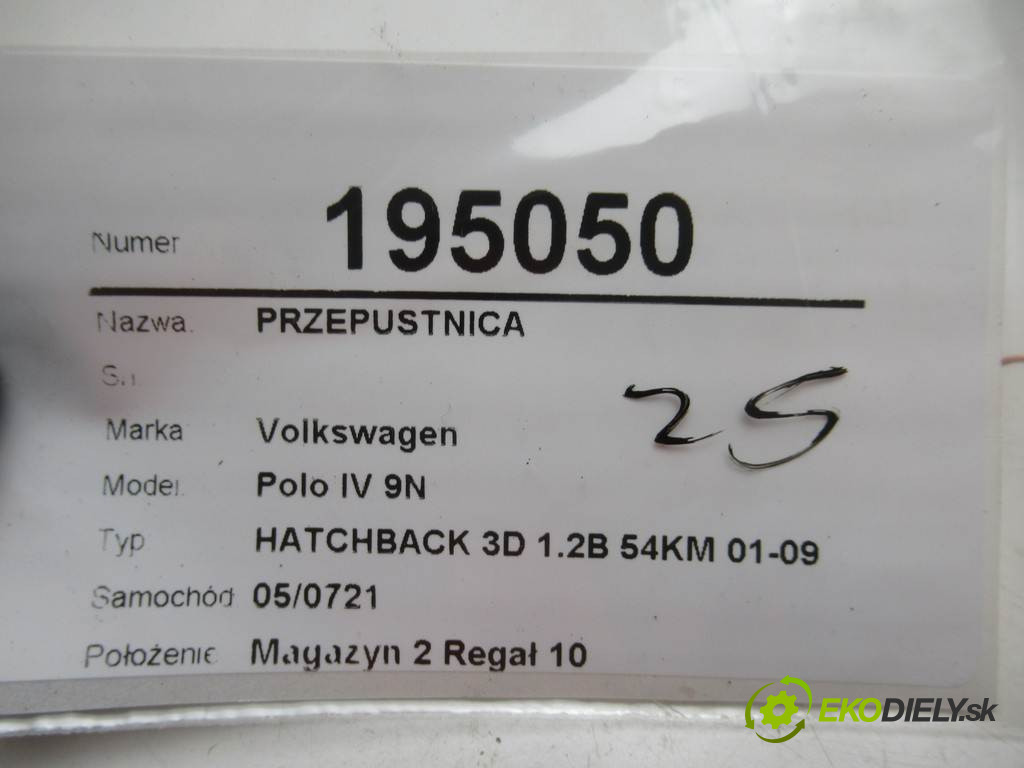 Numer 195050
Nazwa PRZEPUSTNICA
25
Marka Volkswagen
Model Polo IV 9N
Typ HATCHBACK 3D 1.2B 54KM 01-09
Samochód 05/0721
Położenie Magazyn 2 Regał 10
EKODIELY.sk